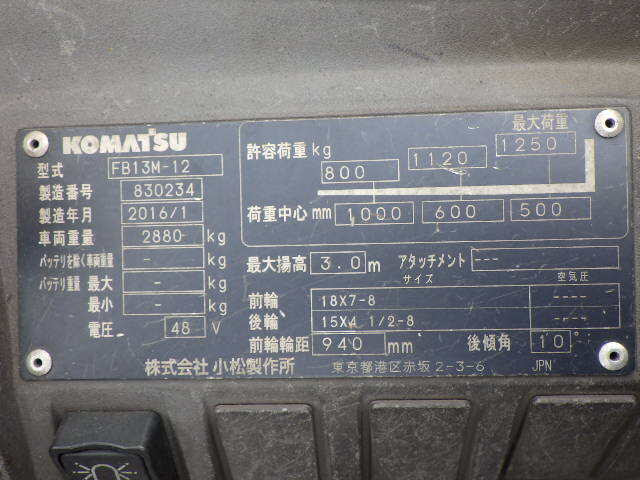 KOMATSU
型式 FB13M-12
製造番号 830234
製造年月 2016/1
車両重量 2880 kg
バッテリを除く車両重量 - kg
バッテリ重量 最大 - kg
最小 - kg
電圧 48 V
最大荷重
許容荷重 kg 800 1120 1250
荷重中心 mm 1000 600 500
最大揚高 3.0 m アタッチメント ---
サイズ 空気圧
前輪 18X7-8 ----
後輪 15X4 1/2-8 ----
前輪輪距 940 mm 後傾角 10°
株式会社 小松製作所 東京都港区赤坂 2-3-6 JPN